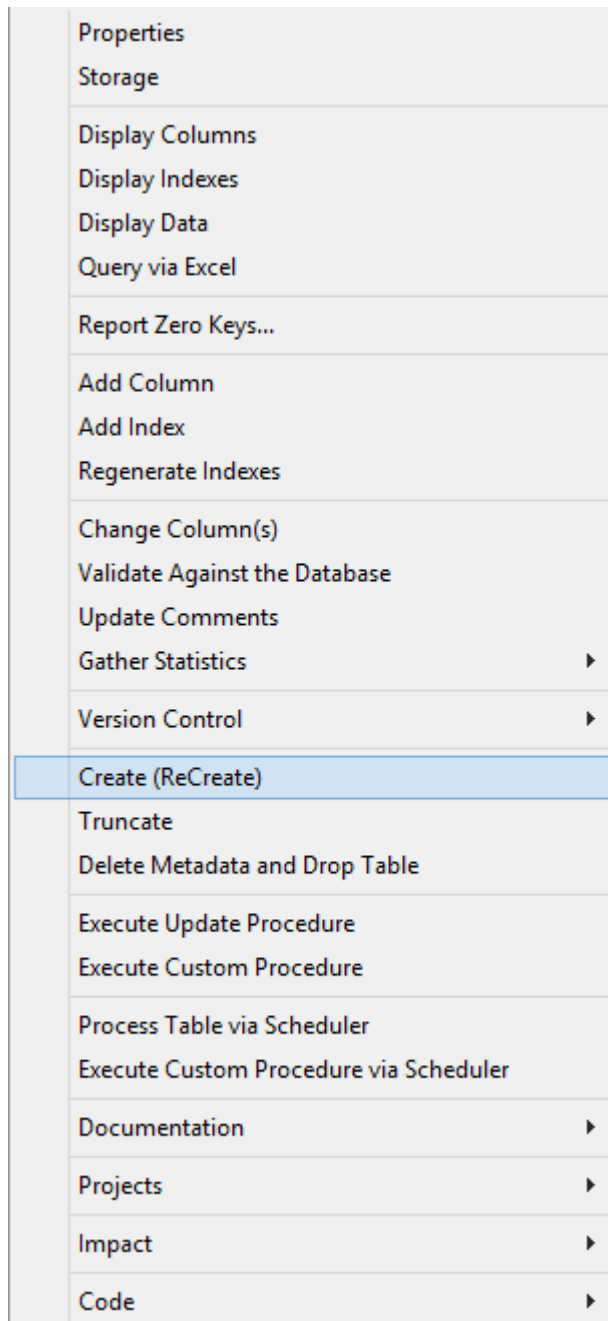 Properties
Storage
Display Columns
Display Indexes
Display Data
Query via Excel
Report Zero Keys...
Add Column
Add Index
Regenerate Indexes
Change Column(s)
Validate Against the Database
Update Comments
Gather Statistics
Version Control
Create (ReCreate)
Truncate
Delete Metadata and Drop Table
Execute Update Procedure
Execute Custom Procedure
Process Table via Scheduler
Execute Custom Procedure via Scheduler
Documentation
Projects
Impact
Code